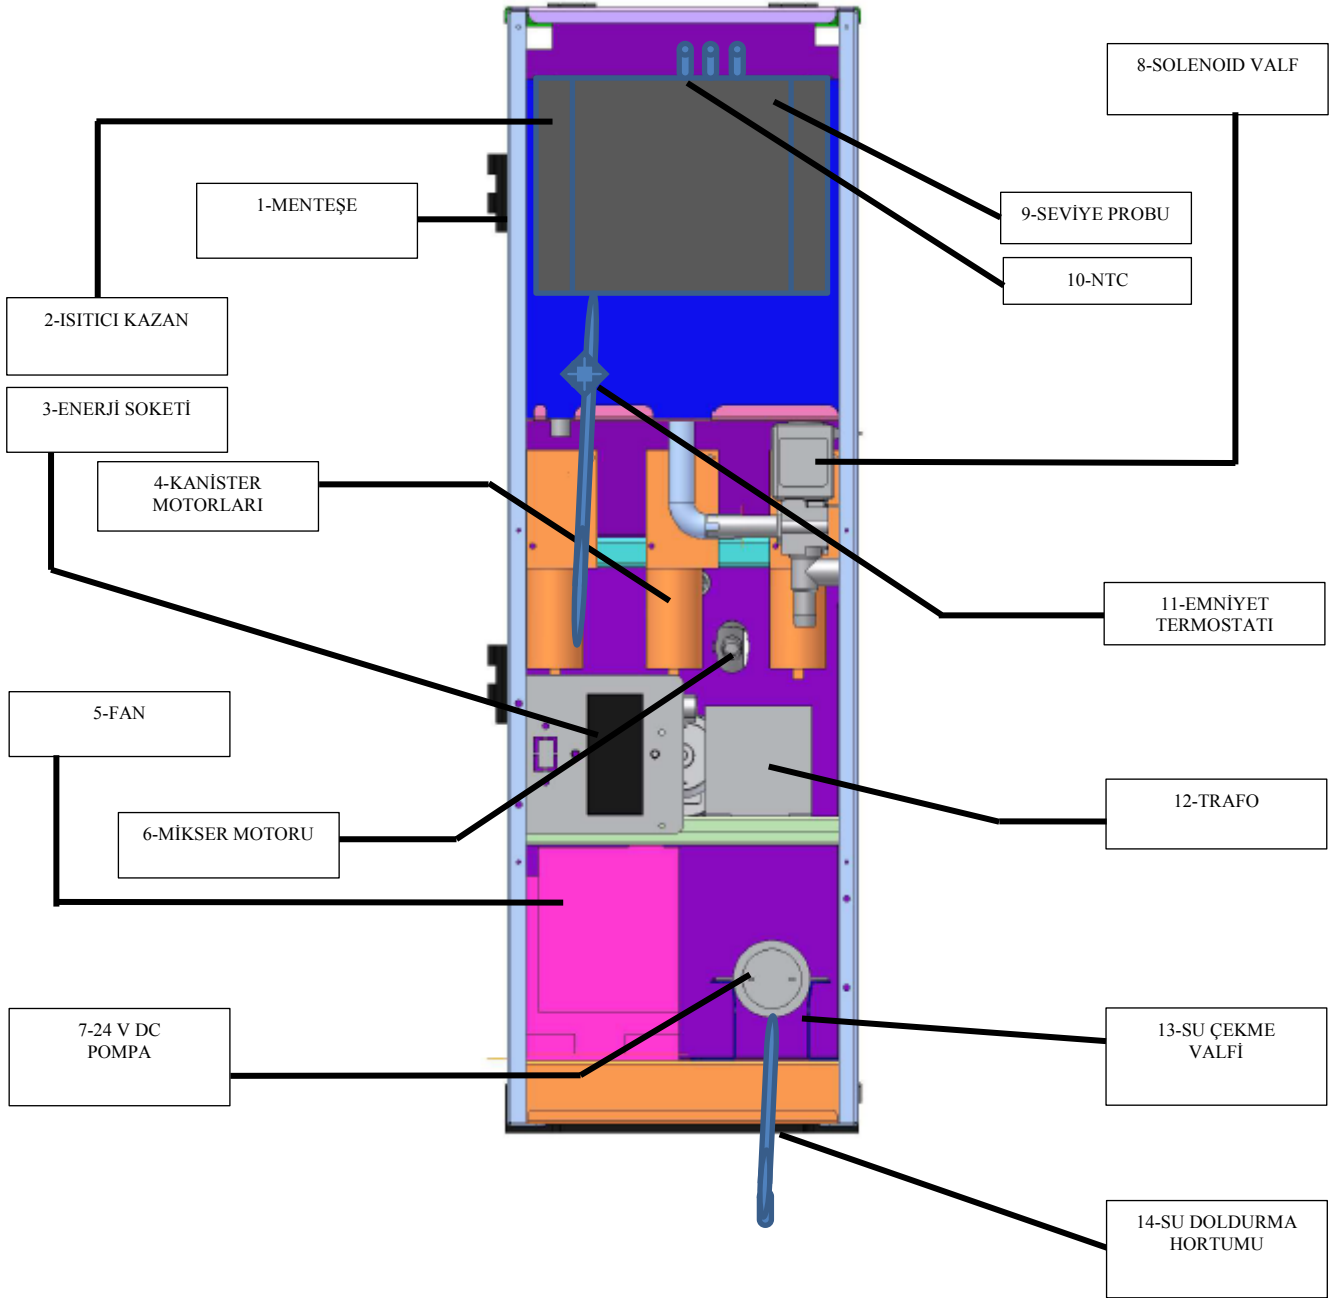 8-SOLENOID VALF
1-MENTEŞE
9-SEVİYE PROBU
10-NTC
2-ISITICI KAZAN
3-ENERJİ SOKETİ
4-KANİSTER
MOTORLARI
11-EMNİYET
TERMOSTATI
5-FAN
12-TRAFO
6-MİKSER MOTORU
7-24 V DC
POMPA
13-SU ÇEKME
VALFİ
14-SU DOLDURMA
HORTUMU